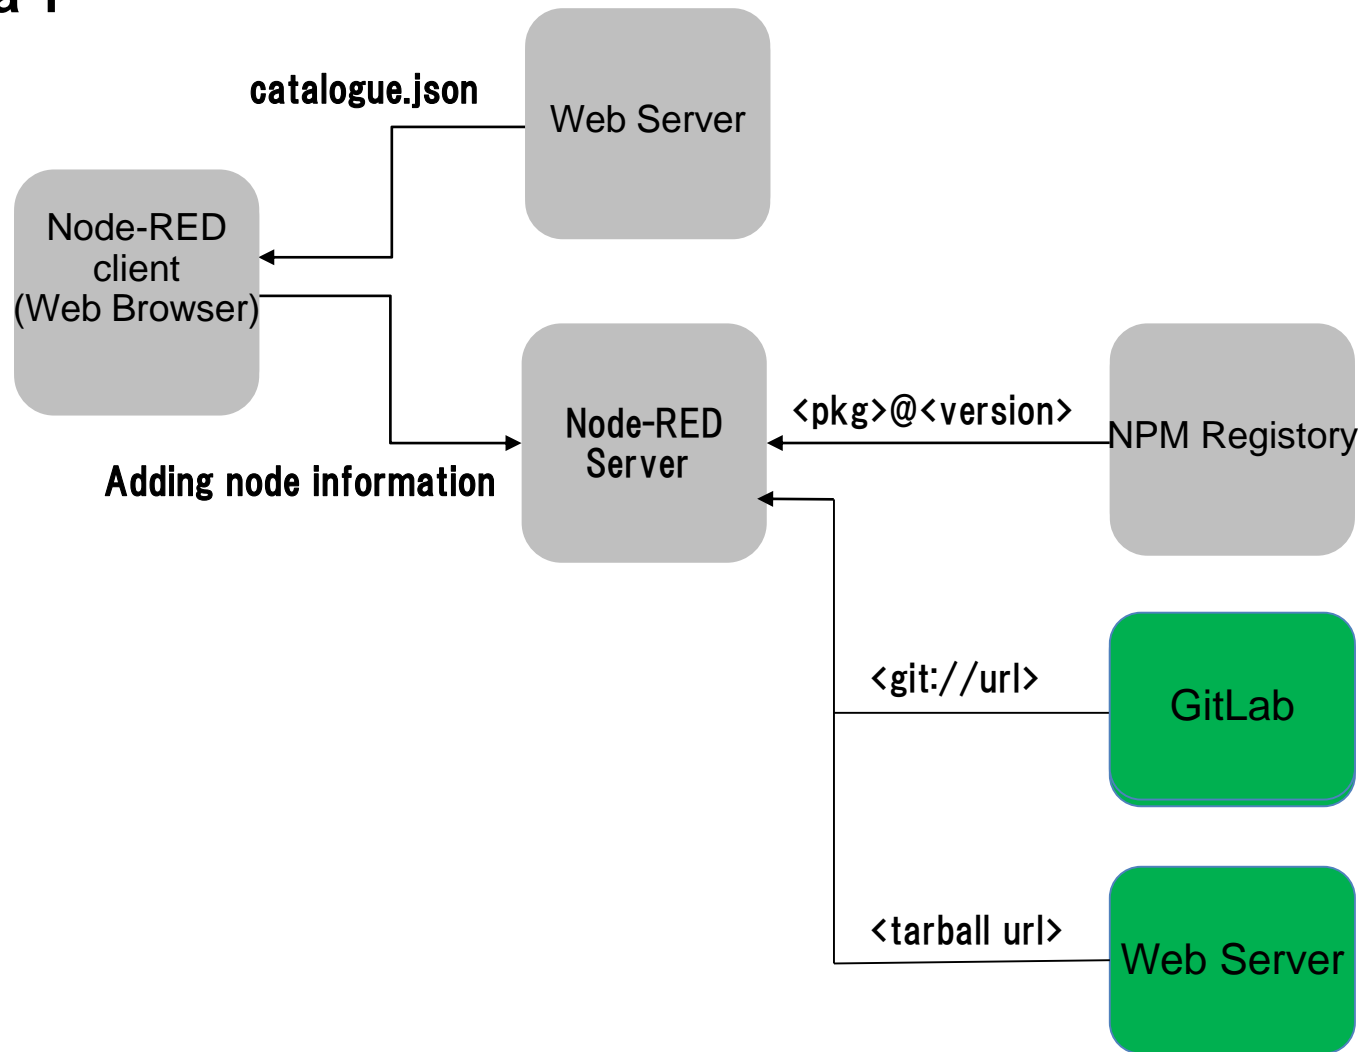 catalogue.json
Web Server
Node-RED
client
(Web Browser)
Node-RED
Server
<pkg>@<version>
NPM Registory
Adding node information
<git://url>
GitLab
<tarball url>
Web Server